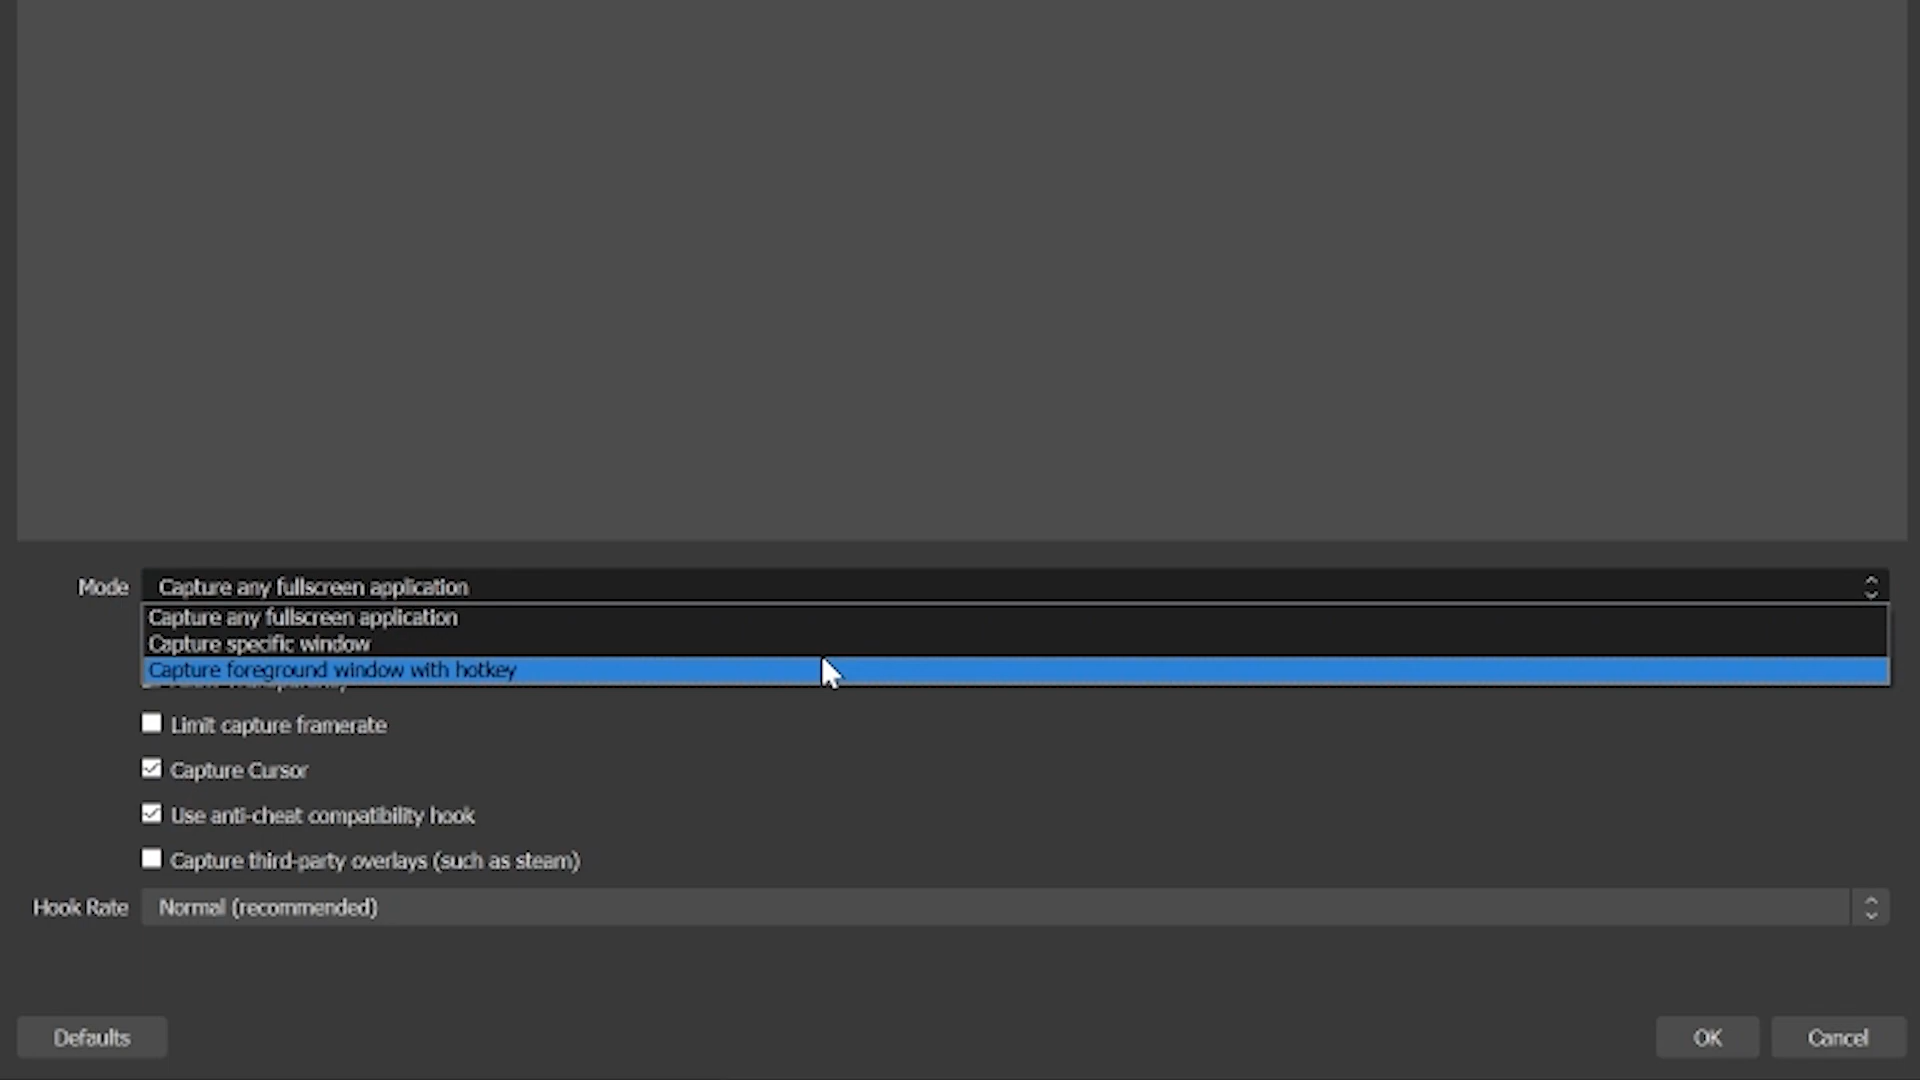 Mode Capture any fullscreen application
Capture any fullscreen application
Capture specific window
Capture foreground window with hotkey
Limit capture framerate
Capture Cursor
Use anti-cheat compatibility hook
Capture third-party overlays (such as steam)
Hook Rate Normal (recommended)
Defaults OK Cancel